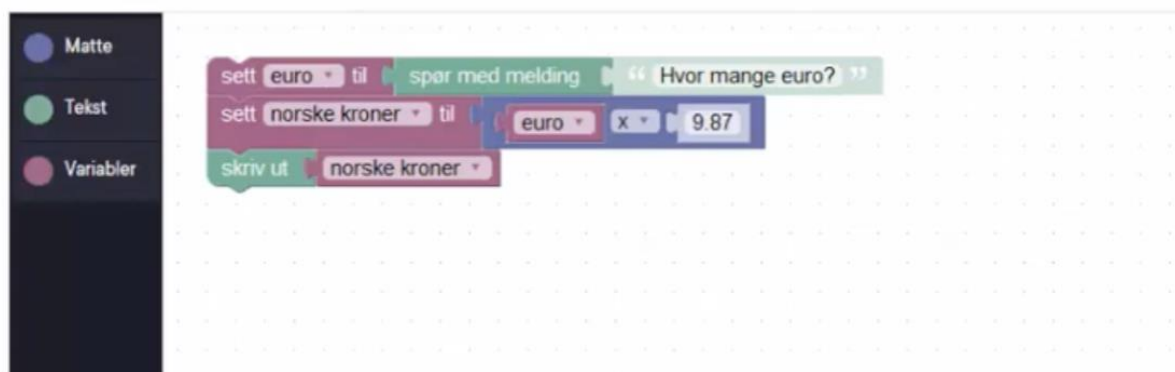 Matte
Tekst
Variabler
sett euro til spør med melding “ Hvor mange euro? ”
sett norske kroner til euro x 9.87
skriv ut norske kroner